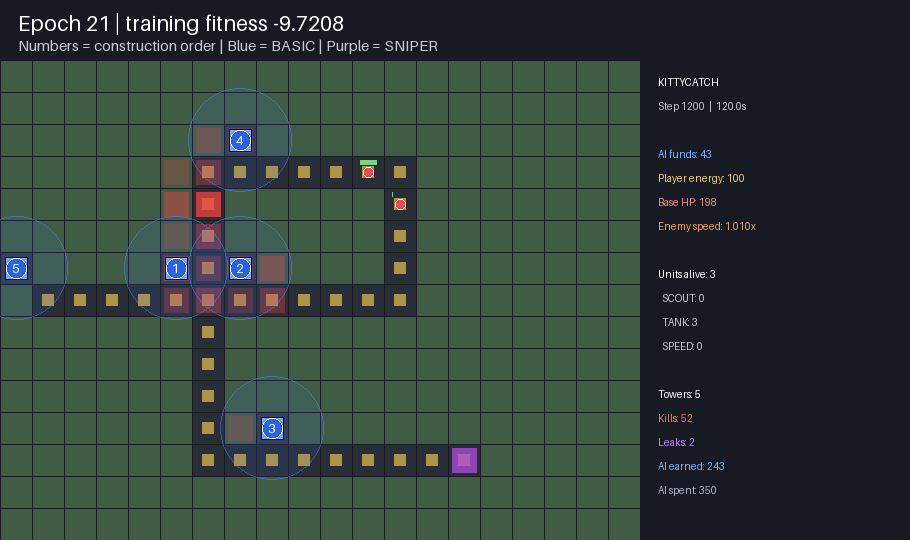 Epoch 21 | training fitness -9.7208
Numbers = construction order | Blue = BASIC | Purple = SNIPER
KITTYCATCH
Step 1200 | 120.0s
AI funds: 43
Player energy: 100
Base HP: 198
Enemy speed: 1.010x
Units alive: 3
SCOUT: 0
TANK: 3
SPEED: 0
Towers: 5
Kills: 52
Leaks: 2
AI earned: 243
AI spent: 350
4
5
1
2
3